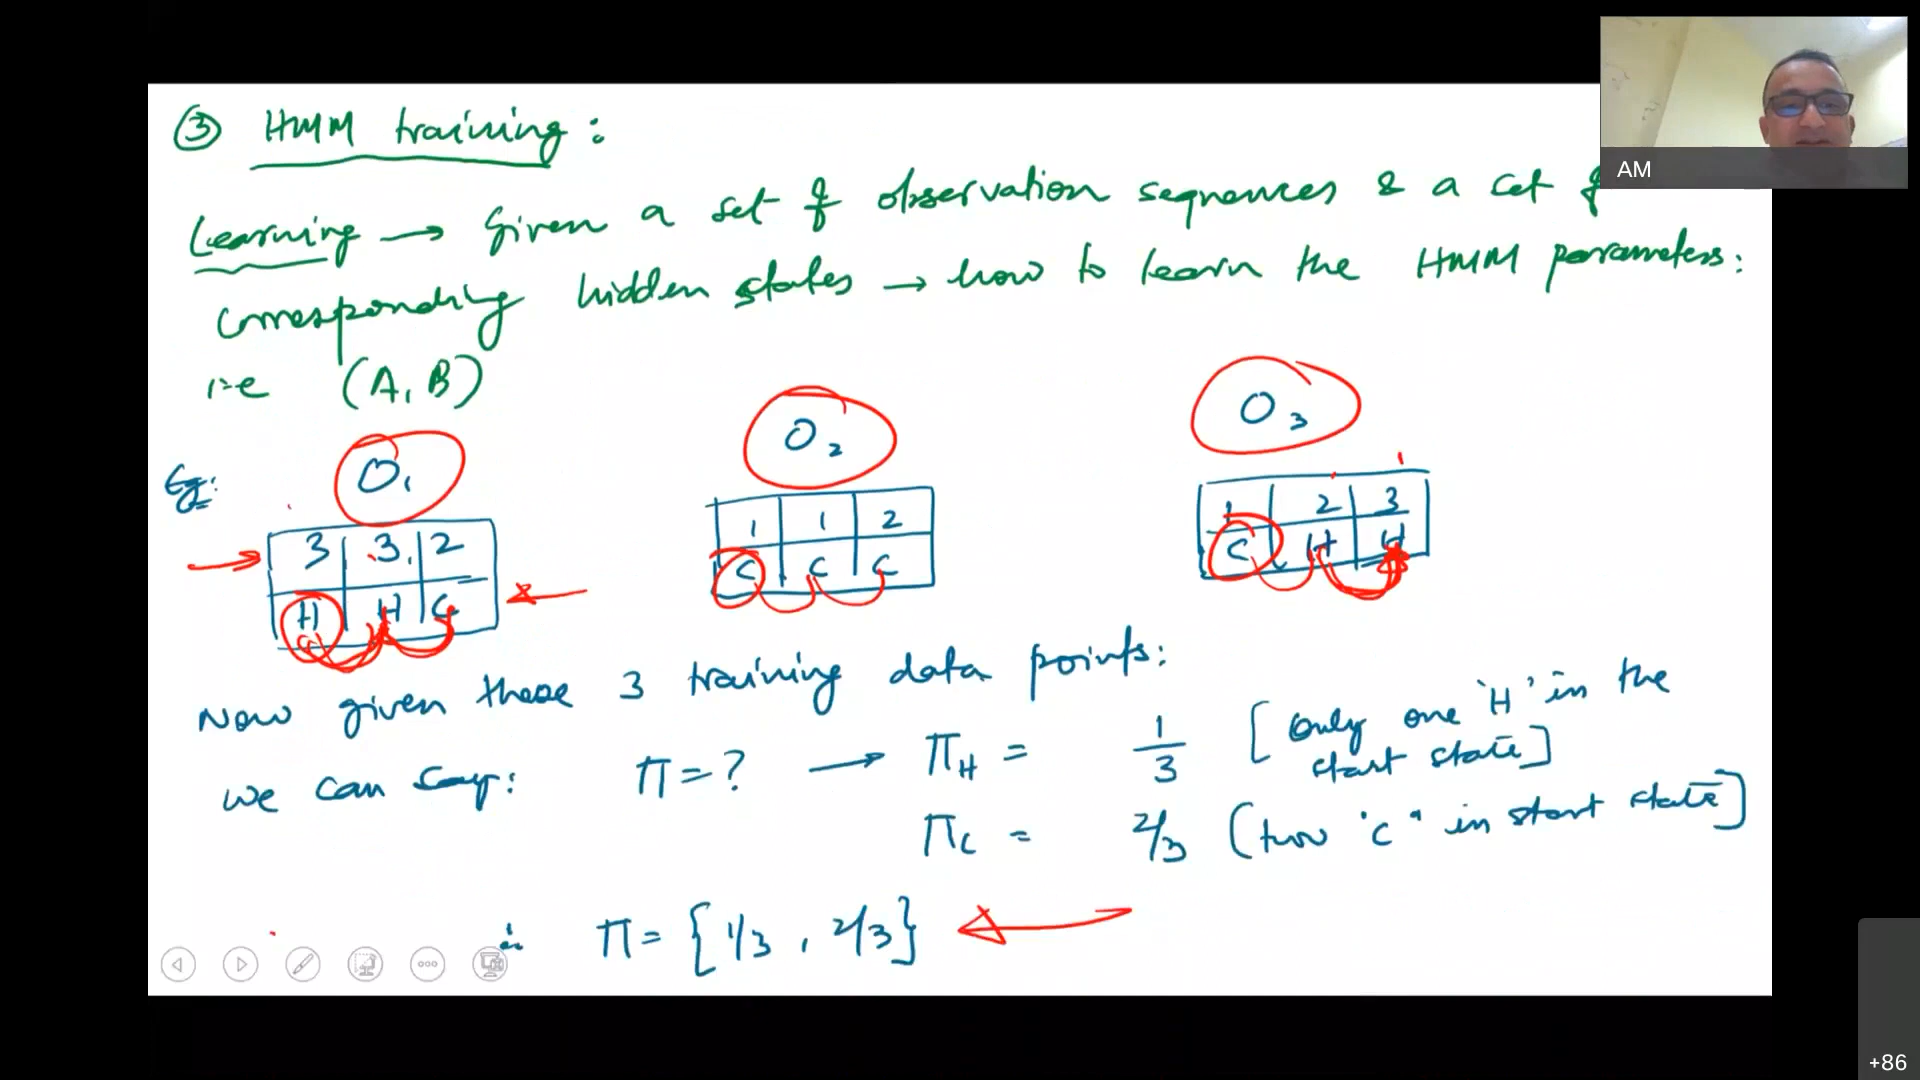 ③ HMM training:
AM
Learning → Given a set of observation sequences & a set of
corresponding hidden states → how to learn the HMM parameters:
i.e (A, B)
Eg:
O1 O2 O3
3 3 2
H H C
1 1 2
C C C
1 2 3
C H H
Now given these 3 training data points:
we can say: π = ? → πH = 1/3 [Only one 'H' in the
start state]
πC = 2/3 (two "C" in start state]
∴ π = {1/3, 2/3}
+86